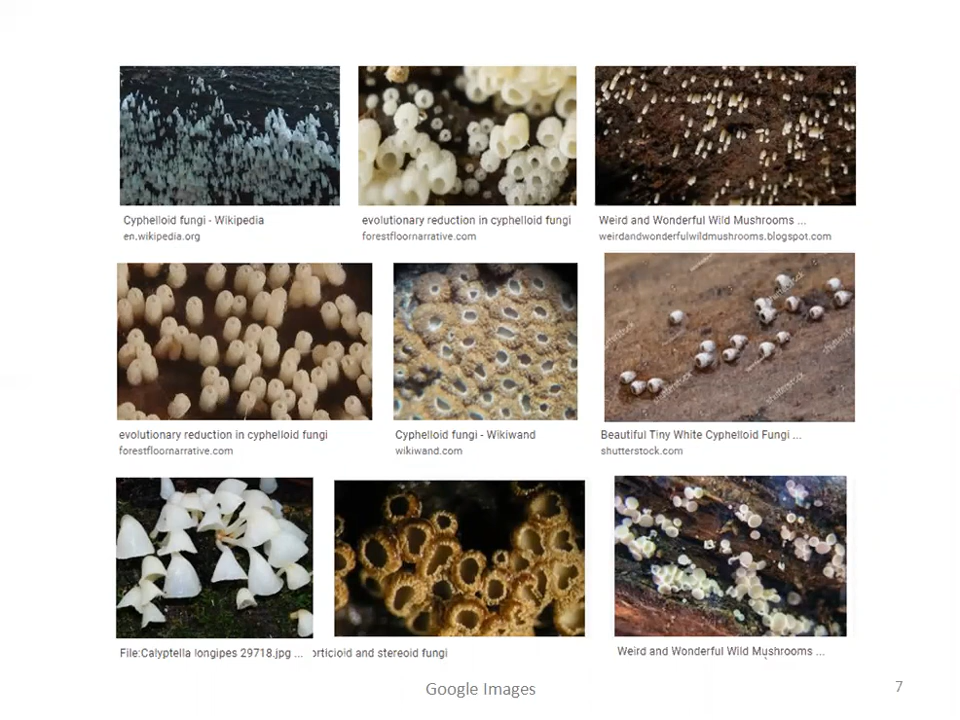 Cyphelloid fungi - Wikipedia
en.wikipedia.org
evolutionary reduction in cyphelloid fungi
forestfloornarrative.com
Weird and Wonderful Wild Mushrooms ...
weirdandwonderfulwildmushrooms.blogspot.com
evolutionary reduction in cyphelloid fungi
forestfloornarrative.com
Cyphelloid fungi - Wikiwand
wikiwand.com
shutterstock
shutterstock
shutterstock
Beautiful Tiny White Cyphelloid Fungi ...
shutterstock.com
File:Calyptella longipes 29718.jpg ...
orticioid and stereoid fungi
Weird and Wonderful Wild Mushrooms ...
Google Images
7